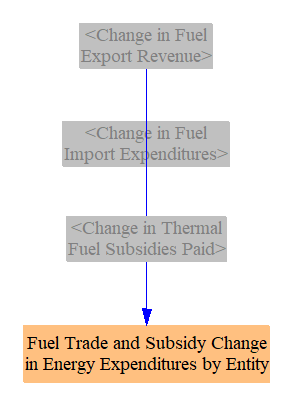 <Change in Fuel
Export Revenue>
<Change in Fuel
Import Expenditures>
<Change in Thermal
Fuel Subsidies Paid>
Fuel Trade and Subsidy Change
in Energy Expenditures by Entity